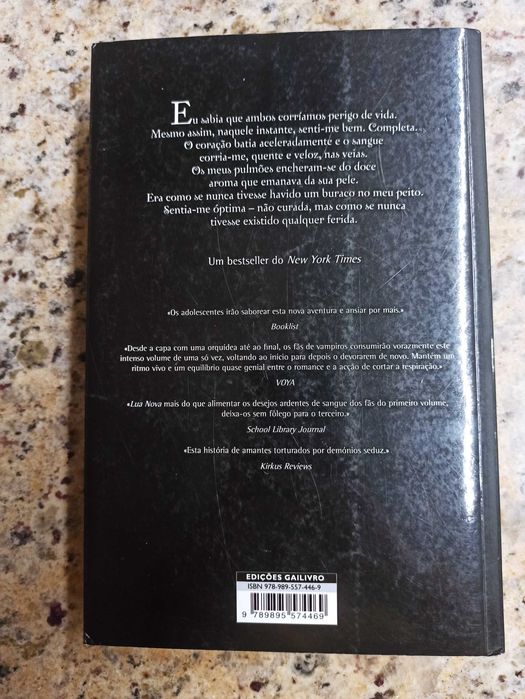 Eu sabia que ambos corríamos perigo de vida.
Mesmo assim, naquele instante, senti-me bem. Completa.
O coração batia aceleradamente e o sangue
corria-me, quente e veloz, nas veias.
Os meus pulmões encheram-se do doce
aroma que emanava da sua pele.
Era como se nunca tivesse havido um buraco no meu peito.
Sentia-me óptima – não curada, mas como se nunca
tivesse existido qualquer ferida.
Um bestseller do New York Times
«Os adolescentes irão saborear esta nova aventura e ansiar por mais.»
Booklist
«Desde a capa com uma orquídea até ao final, os fãs de vampiros consumirão vorazmente este
intenso volume de uma só vez, voltando ao início para depois o devorarem de novo. Mantém um
ritmo vivo e um equilíbrio quase genial entre o romance e a acção de cortar a respiração.»
VOYA
«Lua Nova mais do que alimentar os desejos ardentes de sangue dos fãs do primeiro volume,
deixa-os sem fôlego para o terceiro.»
School Library Journal
«Esta história de amantes torturados por demónios seduz.»
Kirkus Reviews
EDIÇÕES GAILIVRO
ISBN 978-989-557-446-9
9 789895 574469